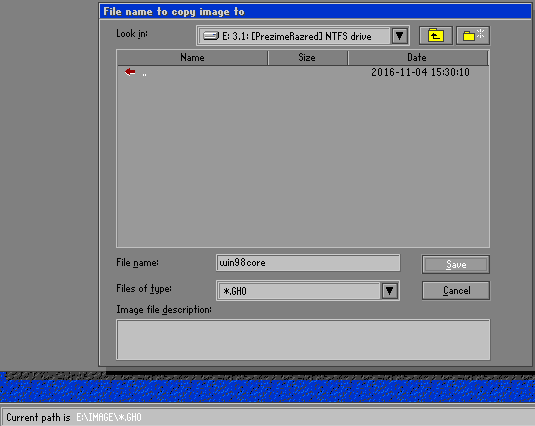 File name to copy image to
Look in: E: 3.1: [PrezimeRazred] NTFS drive
Name Size Date
.. 2016-11-04 15:30:10
File name: win98core Save
Files of type: *.GHO Cancel
Image file description:
Current path is E:\IMAGE\*.GHO